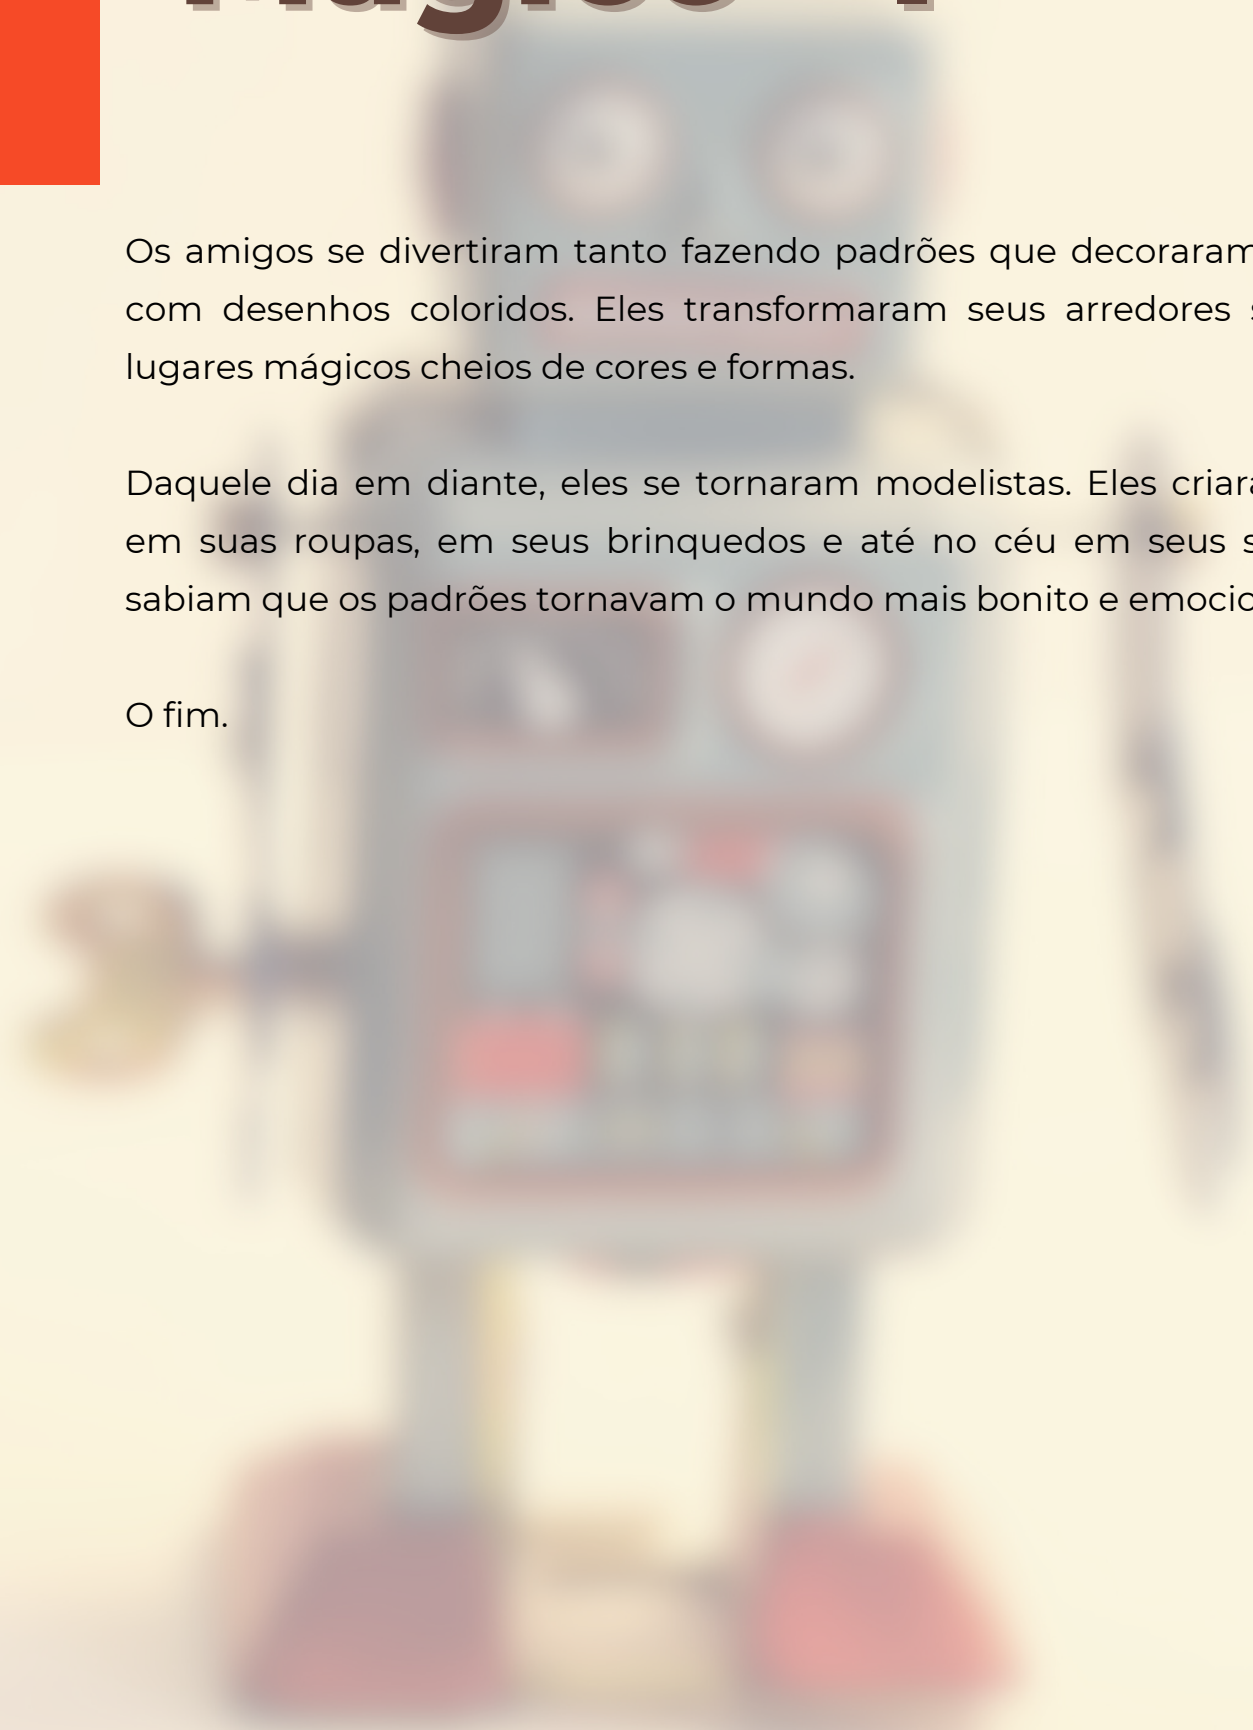 Os amigos se divertiram tanto fazendo padrões que decoraram
com desenhos coloridos. Eles transformaram seus arredores
lugares mágicos cheios de cores e formas.
Daquele dia em diante, eles se tornaram modelistas. Eles
em suas roupas, em seus brinquedos e até no céu em seus
sabiam que os padrões tornavam o mundo mais bonito e
O fim.